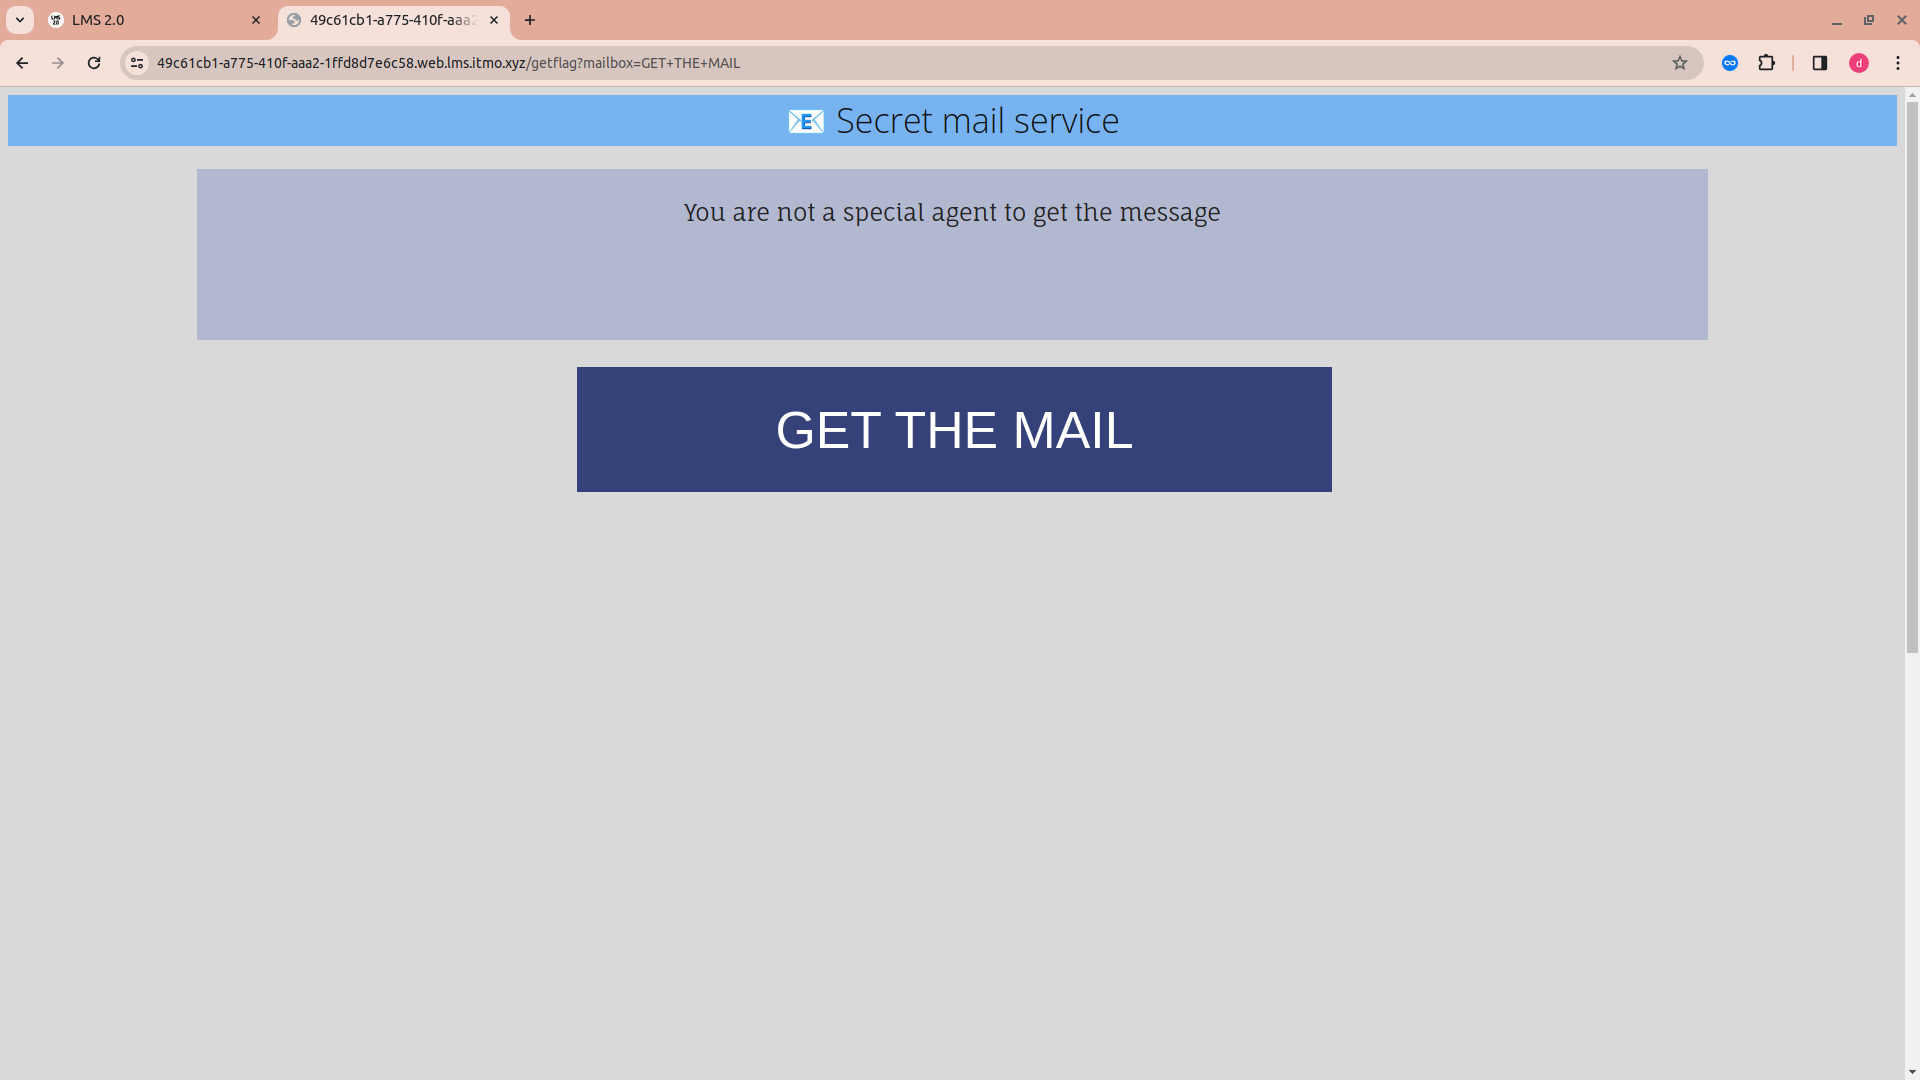 LMS 2.0
49c61cb1-a775-410f-aaa2
49c61cb1-a775-410f-aaa2-1ffd8d7e6c58.web.lms.itmo.xyz/getflag?mailbox=GET+THE+MAIL
d
📧 Secret mail service
You are not a special agent to get the message
GET THE MAIL